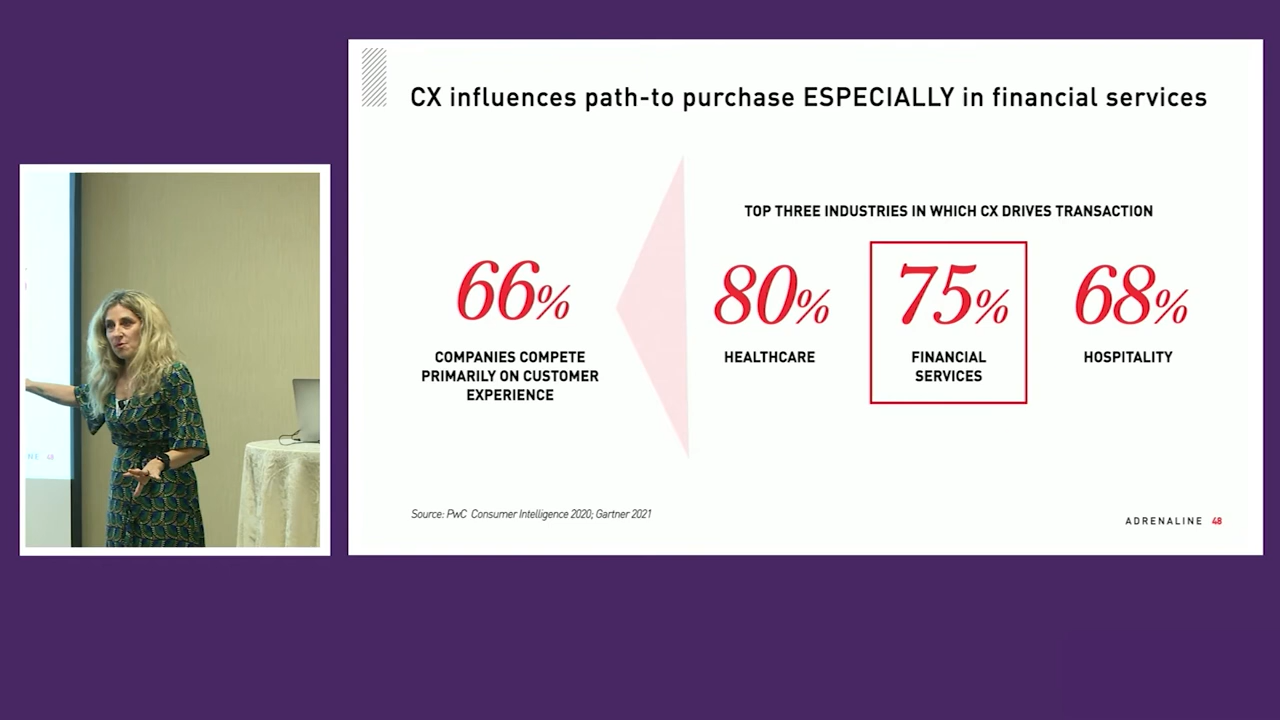 CX influences path-to purchase ESPECIALLY in financial services
TOP THREE INDUSTRIES IN WHICH CX DRIVES TRANSACTION
66%
COMPANIES COMPETE
PRIMARILY ON CUSTOMER
EXPERIENCE
80%
HEALTHCARE
75%
FINANCIAL
SERVICES
68%
HOSPITALITY
Source: PwC Consumer Intelligence 2020; Gartner 2021
ADRENALINE 48
NE 48